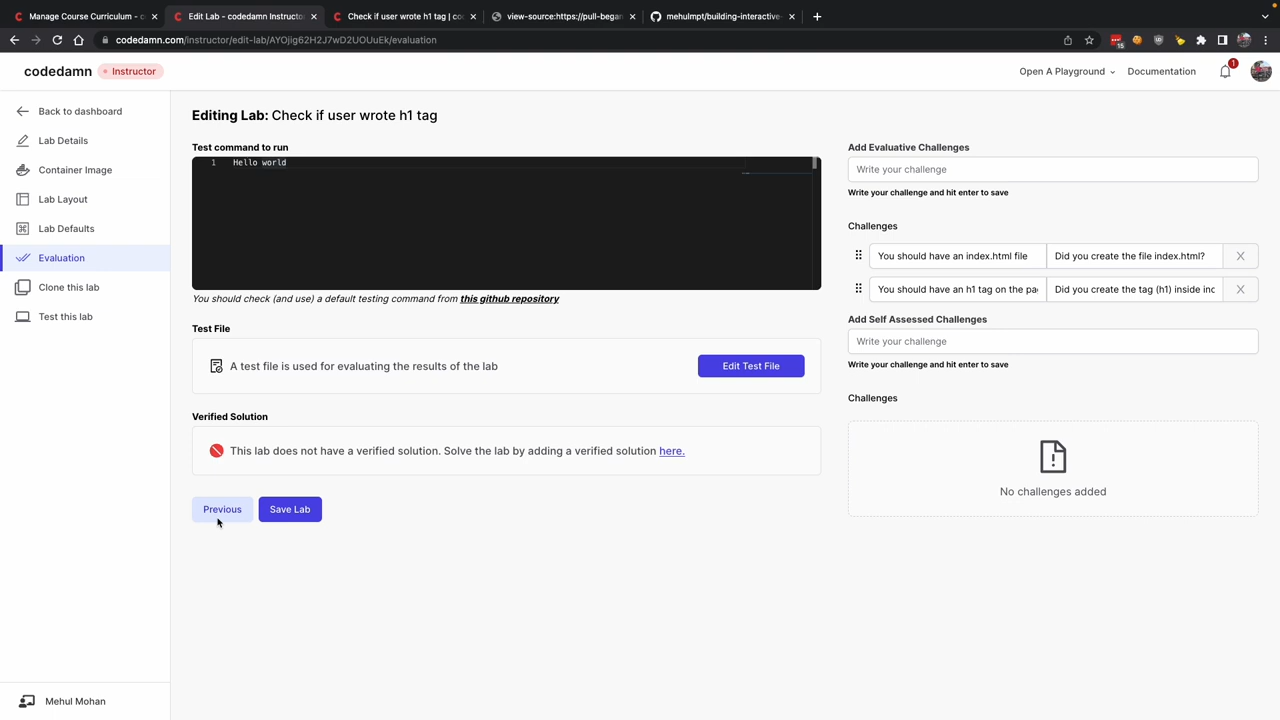 Manage Course Curriculum - c
Edit Lab - codedamn Instructo
Check if user wrote h1 tag | co
view-source:https://pull-began
mehulmpt/building-interactive-
codedamn.com/instructor/edit-lab/AYOjig62H2J7wD2UOUuEk/evaluation
15
codedamn
Instructor
Open A Playground
Documentation
1
Back to dashboard
Lab Details
Container Image
Lab Layout
Lab Defaults
Evaluation
Clone this lab
Test this lab
Mehul Mohan
Editing Lab: Check if user wrote h1 tag
Test command to run
1 Hello world
You should check (and use) a default testing command from this github repository
Test File
A test file is used for evaluating the results of the lab
Edit Test File
Verified Solution
This lab does not have a verified solution. Solve the lab by adding a verified solution here.
Previous
Save Lab
Add Evaluative Challenges
Write your challenge
Write your challenge and hit enter to save
Challenges
You should have an index.html file
Did you create the file index.html?
X
You should have an h1 tag on the pa
Did you create the tag (h1) inside inc
X
Add Self Assessed Challenges
Write your challenge
Write your challenge and hit enter to save
Challenges
No challenges added